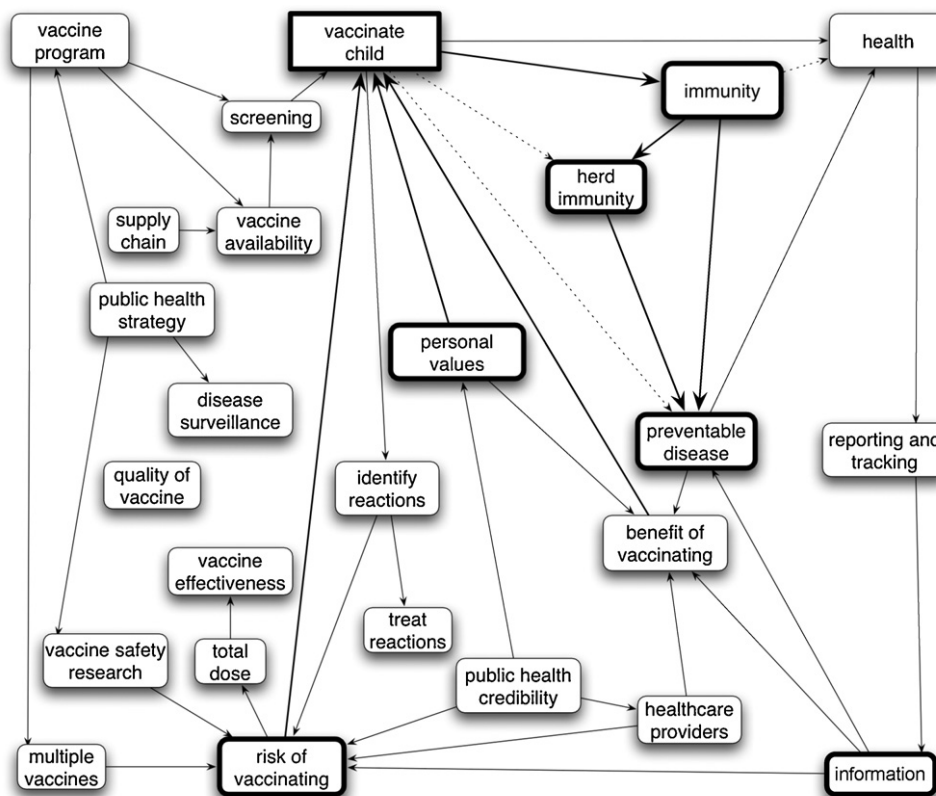 vaccine
program
vaccinate
child
health
immunity
screening
herd
immunity
supply
chain
vaccine
availability
public health
strategy
personal
values
disease
surveillance
preventable
disease
reporting and
tracking
quality of
vaccine
identify
reactions
benefit of
vaccinating
vaccine
effectiveness
treat
reactions
vaccine safety
research
total
dose
public health
credibility
healthcare
providers
multiple
vaccines
risk of
vaccinating
information